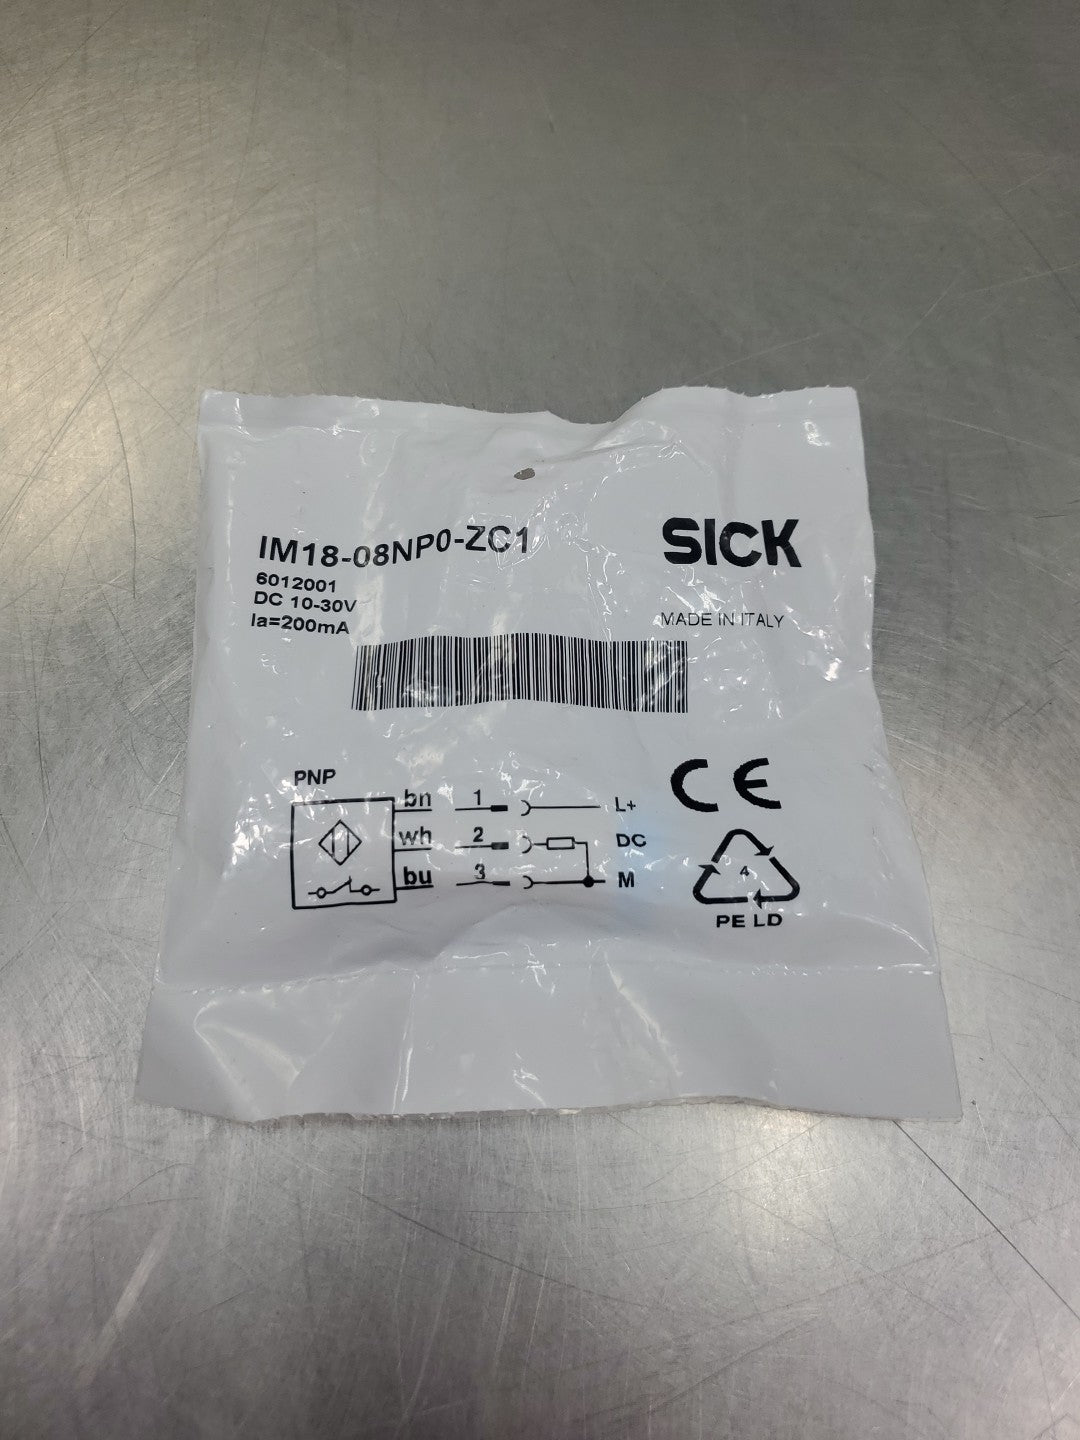 IM18-08NP0-ZC1
6012001
DC 10-30V
Ia=200mA
SICK
MADE IN ITALY
PNP
bn 1 L+
wh 2 DC
bu 3 M
CE
4
PE LD